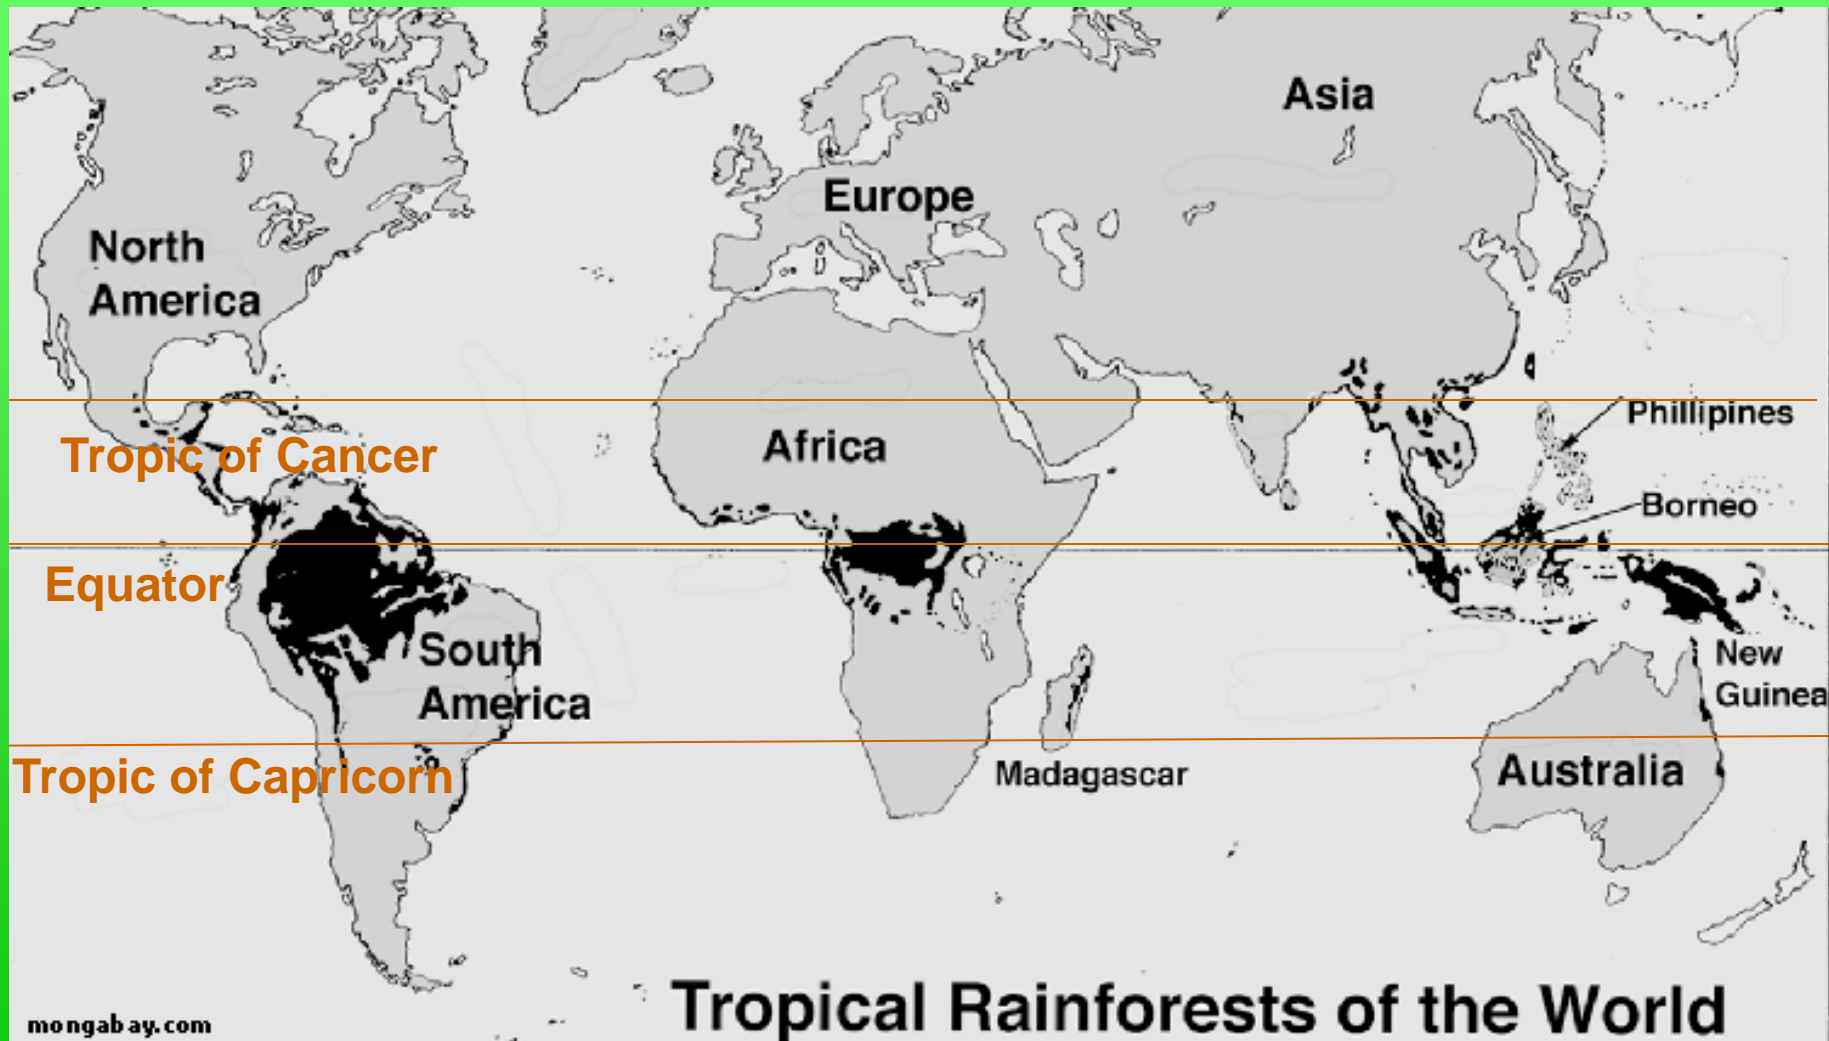 Asia
Europe
North
America
Phillipines
Africa
Tropic of Cancer
Borneo
Equator
South
America
New
Guinea
Tropic of Capricorn
Madagascar
Australia
Tropical Rainforests of the World
mongabay.com